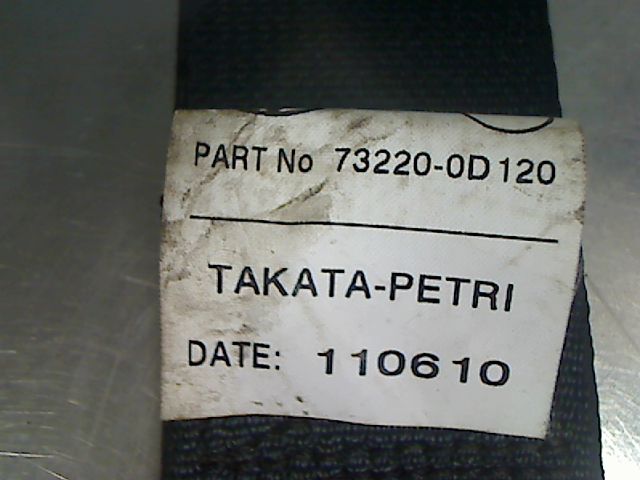 PART No 73220-0D120
TAKATA-PETRI
DATE: 110610